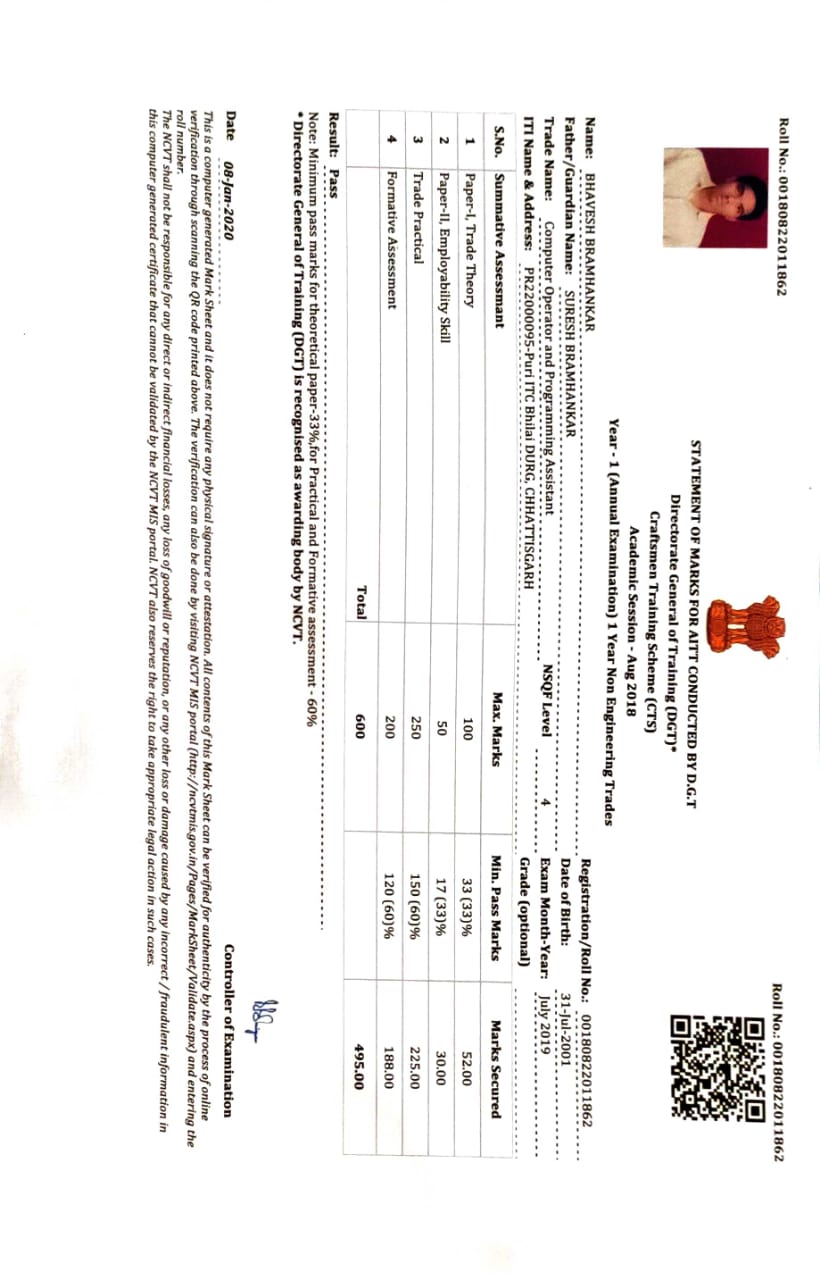 Roll No.: 00180822011862
Roll No.: 00180822011862
STATEMENT OF MARKS FOR AITT CONDUCTED BY D.G.T
Directorate General of Training (DGT)*
Craftsmen Training Scheme (CTS)
Academic Session - Aug 2018
Year - 1 (Annual Examination) 1 Year Non Engineering Trades
Name: BHAVESH BRAMHANKAR Registration/Roll No.: 00180822011862
Father/Guardian Name: SURESH BRAMHANKAR Date of Birth: 31-Jul-2001
Trade Name: Computer Operator and Programming Assistant NSQF Level 4 Exam Month-Year: July 2019
ITI Name & Address: PR22000095-Puri ITC Bhilai DURG, CHHATTISGARH Grade (optional)
S.No. Summative Assessmant Max. Marks Min. Pass Marks Marks Secured
1 Paper-I, Trade Theory 100 33 (33)% 52.00
2 Paper-II, Employability Skill 50 17 (33)% 30.00
3 Trade Practical 250 150 (60)% 225.00
4 Formative Assessment 200 120 (60)% 188.00
Total 600 495.00
Result: Pass
Note: Minimum pass marks for theoretical paper-33%,for Practical and Formative assessment - 60%
* Directorate General of Training (DGT) is recognised as awarding body by NCVT.
Date 08-Jan-2020 Controller of Examination
This is a computer generated Mark Sheet and it does not require any physical signature or attestation. All contents of this Mark Sheet can be verified for authenticity by the process of online
verification through scanning the QR code printed above. The verification can also be done by visiting NCVT MIS portal (http://ncvtmis.gov.in/Pages/MarkSheet/Validate.aspx) and entering the
roll number.
The NCVT shall not be responsible for any direct or indirect financial losses, any loss of goodwill or reputation, or any other loss or damage caused by any incorrect / fraudulent information in
this computer generated certificate that cannot be validated by the NCVT MIS portal. NCVT also reserves the right to take appropriate legal action in such cases.